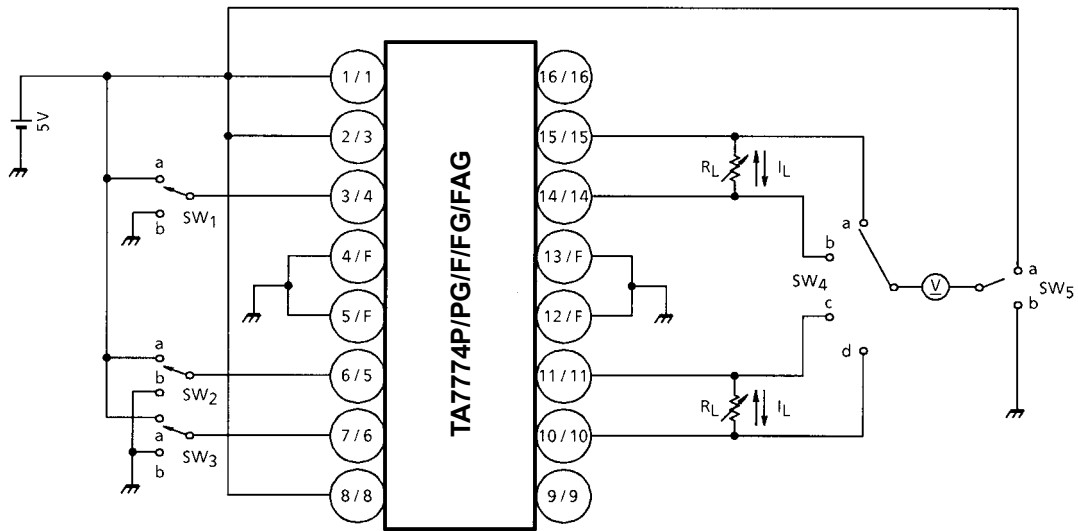 5V
a
b
SW1
a
b
SW2
a
b
SW3
1 / 1
2 / 3
3 / 4
4 / F
5 / F
6 / 5
7 / 6
8 / 8
TA7774P/PG/F/FG/FAG
16 / 16
15 / 15
14 / 14
13 / F
12 / F
11 / 11
10 / 10
9 / 9
RL
IL
RL
IL
a
b
SW4
c
d
V
a
SW5
b